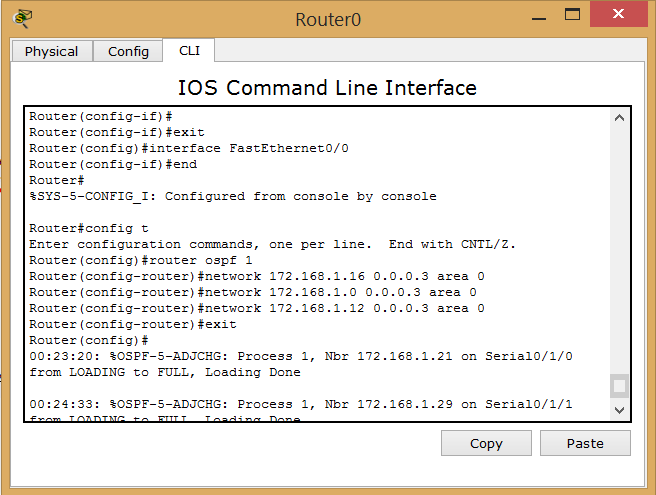 Router0
Physical Config CLI
IOS Command Line Interface
Router(config-if)#
Router(config-if)#exit
Router(config)#interface FastEthernet0/0
Router(config-if)#end
Router#
%SYS-5-CONFIG_I: Configured from console by console
Router#config t
Enter configuration commands, one per line.  End with CNTL/Z.
Router(config)#router ospf 1
Router(config-router)#network 172.168.1.16 0.0.0.3 area 0
Router(config-router)#network 172.168.1.0 0.0.0.3 area 0
Router(config-router)#network 172.168.1.12 0.0.0.3 area 0
Router(config-router)#exit
Router(config)#
00:23:20: %OSPF-5-ADJCHG: Process 1, Nbr 172.168.1.21 on Serial0/1/0
from LOADING to FULL, Loading Done
00:24:33: %OSPF-5-ADJCHG: Process 1, Nbr 172.168.1.29 on Serial0/1/1
from LOADING to FULL, Loading Done
Copy Paste